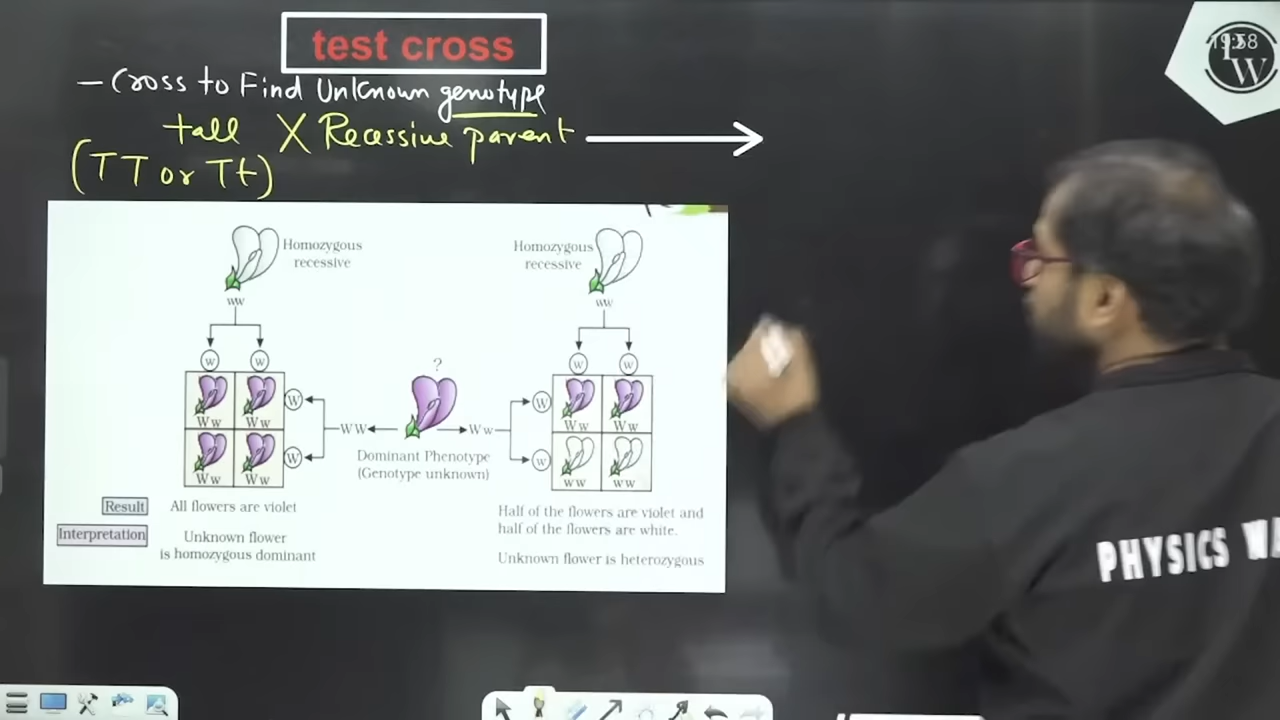 test cross
19:58
W
— Cross to Find Unknown genotype
tall X Recessive parent
(TT or Tt)
Homozygous
recessive
ww
w w
Ww Ww
Ww Ww
W
W
WW
?
Dominant Phenotype
(Genotype unknown)
Ww
Homozygous
recessive
ww
w w
Ww Ww
ww ww
W
w
Result All flowers are violet
Interpretation Unknown flower
is homozygous dominant
Half of the flowers are violet and
half of the flowers are white.
Unknown flower is heterozygous
PHYSICS WA